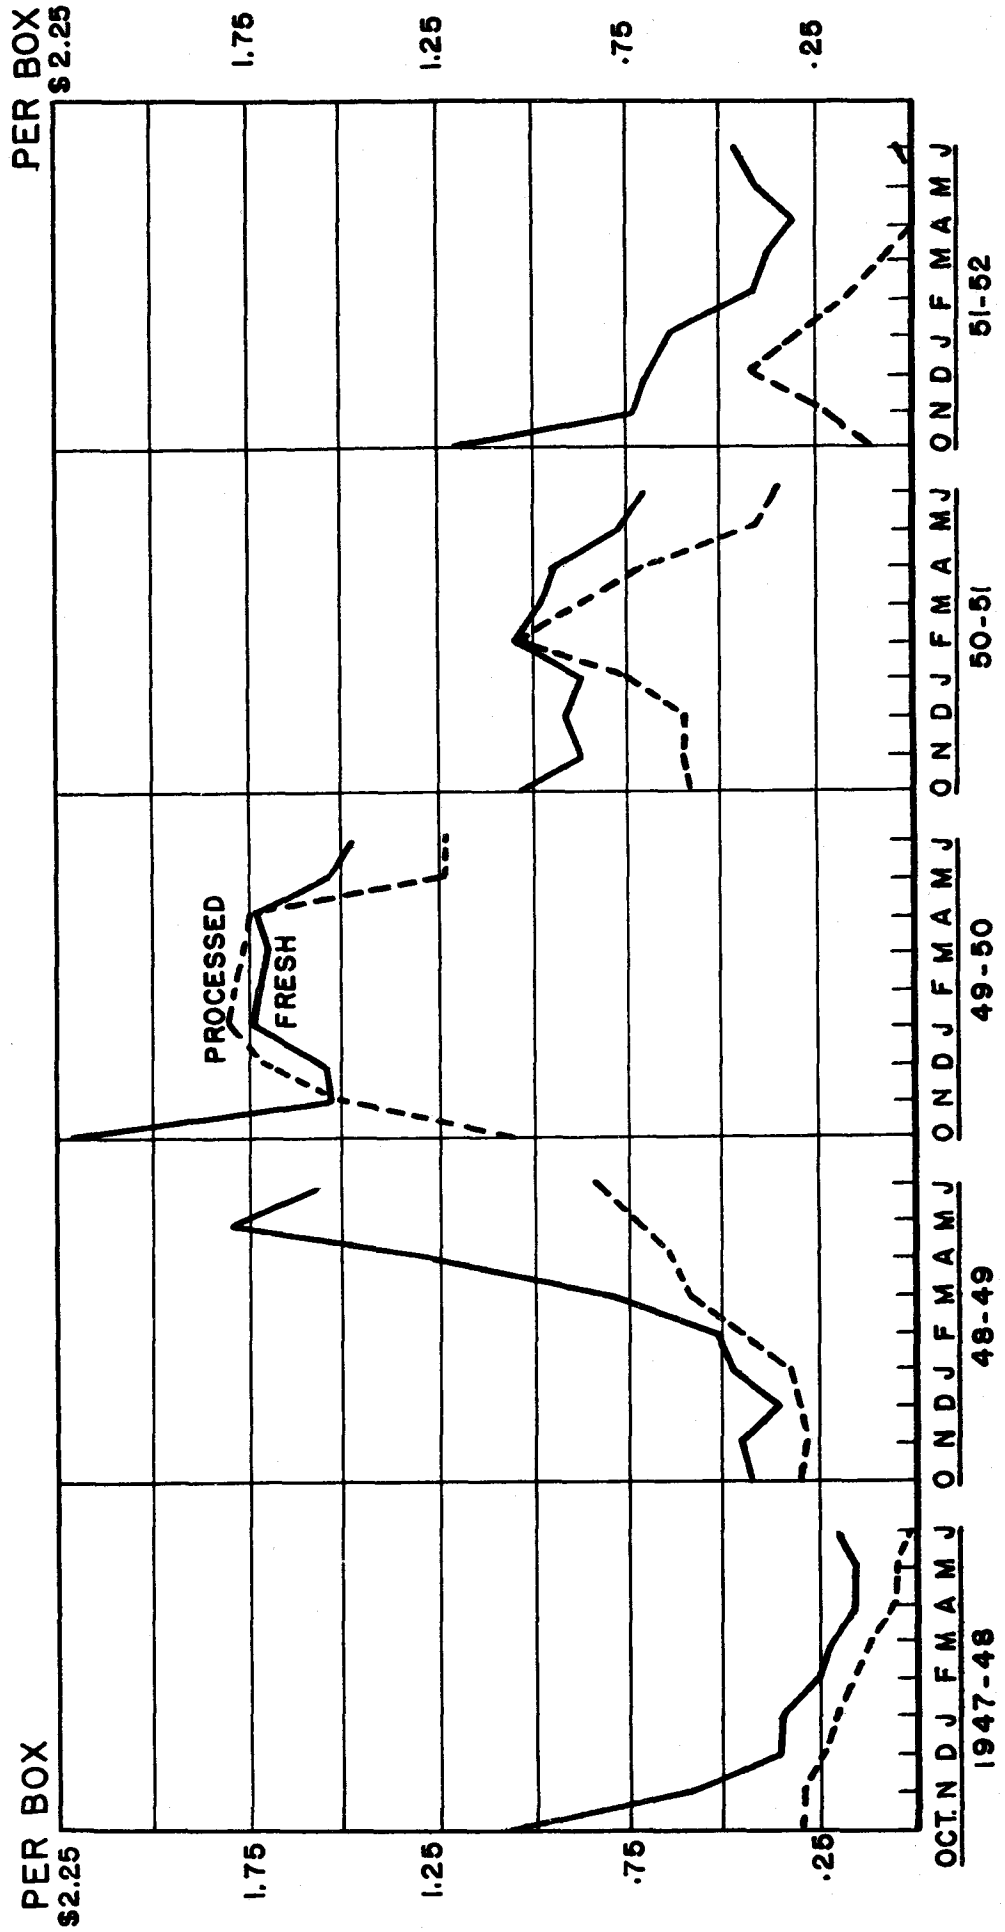 PER BOX
$2.25
1.75
1.25
.75
.25
PER BOX
$2.25
1.75
1.25
.75
.25
PROCESSED
FRESH
OCT. N D J F M A M J
O N D J F M A M J
O N D J F M A M J
O N D J F M A M J
O N D J F M A M J
1947-48
48-49
49-50
50-51
51-52